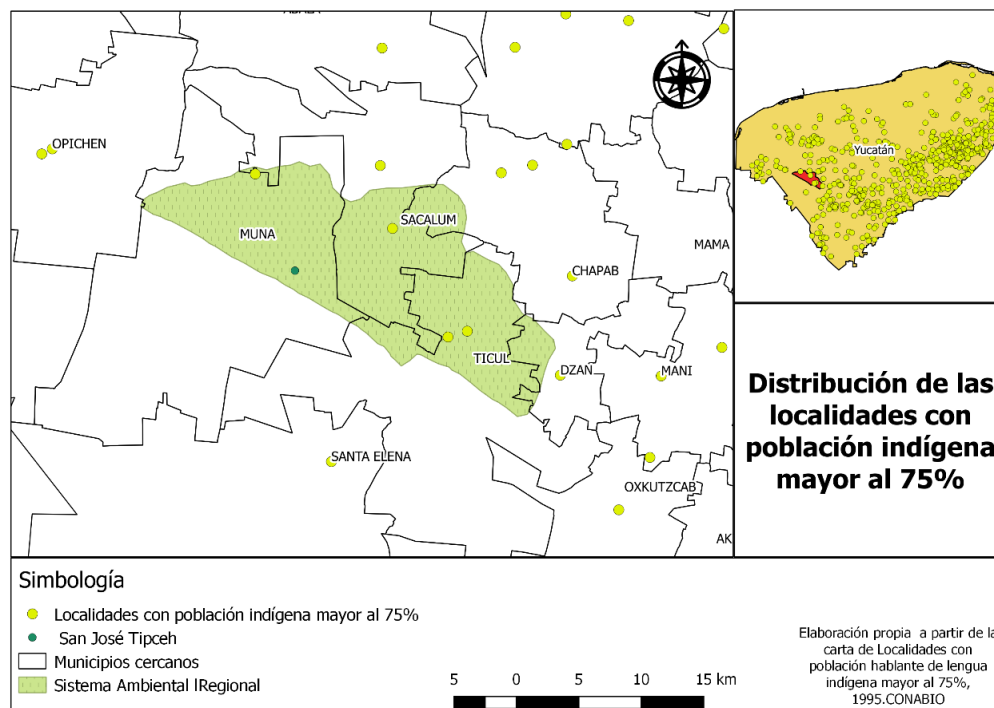 OPICHEN
MUNA
SACALUM
MAMA
CHAPAB
TICUL
DZAN
MANI
SANTA ELENA
OXKUTZCAB
AK
Yucatán
Distribución de las
localidades con
población indígena
mayor al 75%
Simbología
Localidades con población indígena mayor al 75%
San José Tipceh
Municipios cercanos
Sistema Ambiental lRegional
5 0 5 10 15 km
Elaboración propia a partir de la
carta de Localidades con
población hablante de lengua
indígena mayor al 75%,
1995.CONABIO